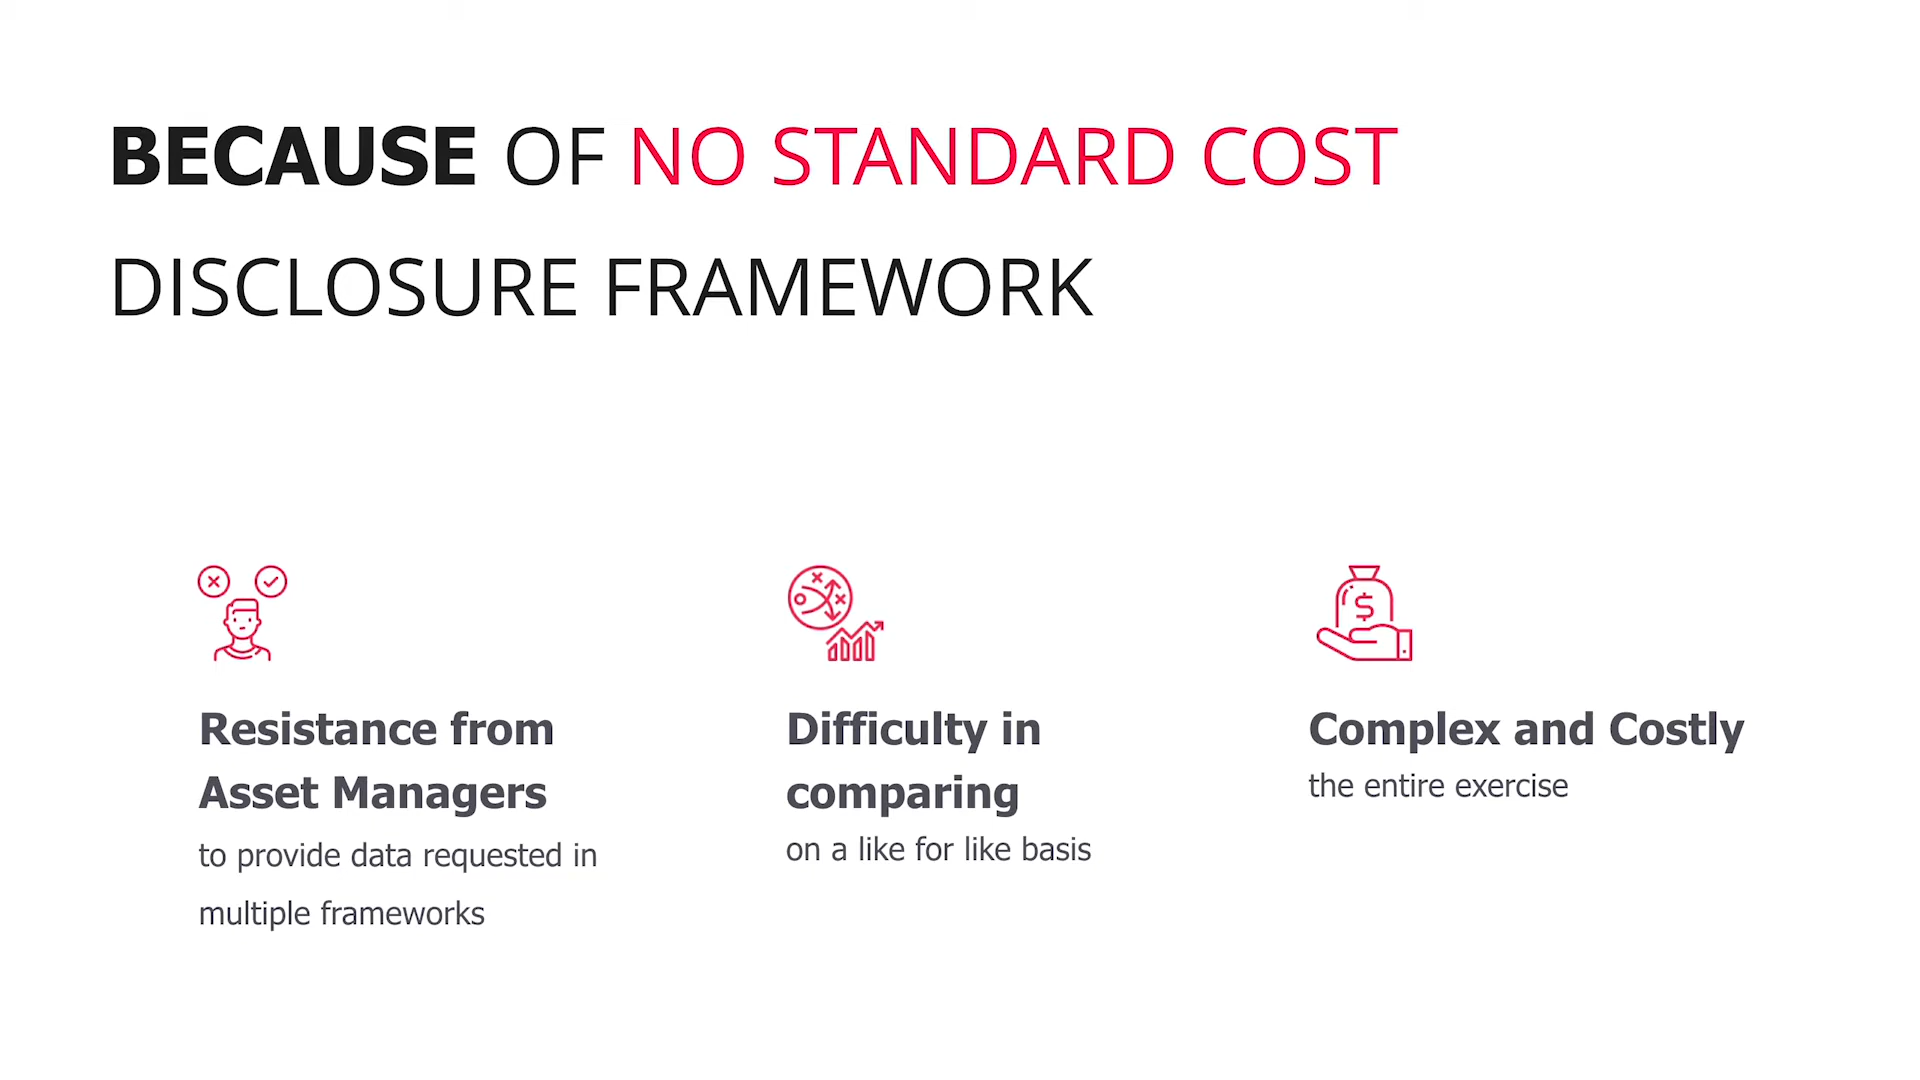 BECAUSE OF NO STANDARD COST
DISCLOSURE FRAMEWORK
Resistance from
Asset Managers
to provide data requested in
multiple frameworks
Difficulty in
comparing
on a like for like basis
$
Complex and Costly
the entire exercise